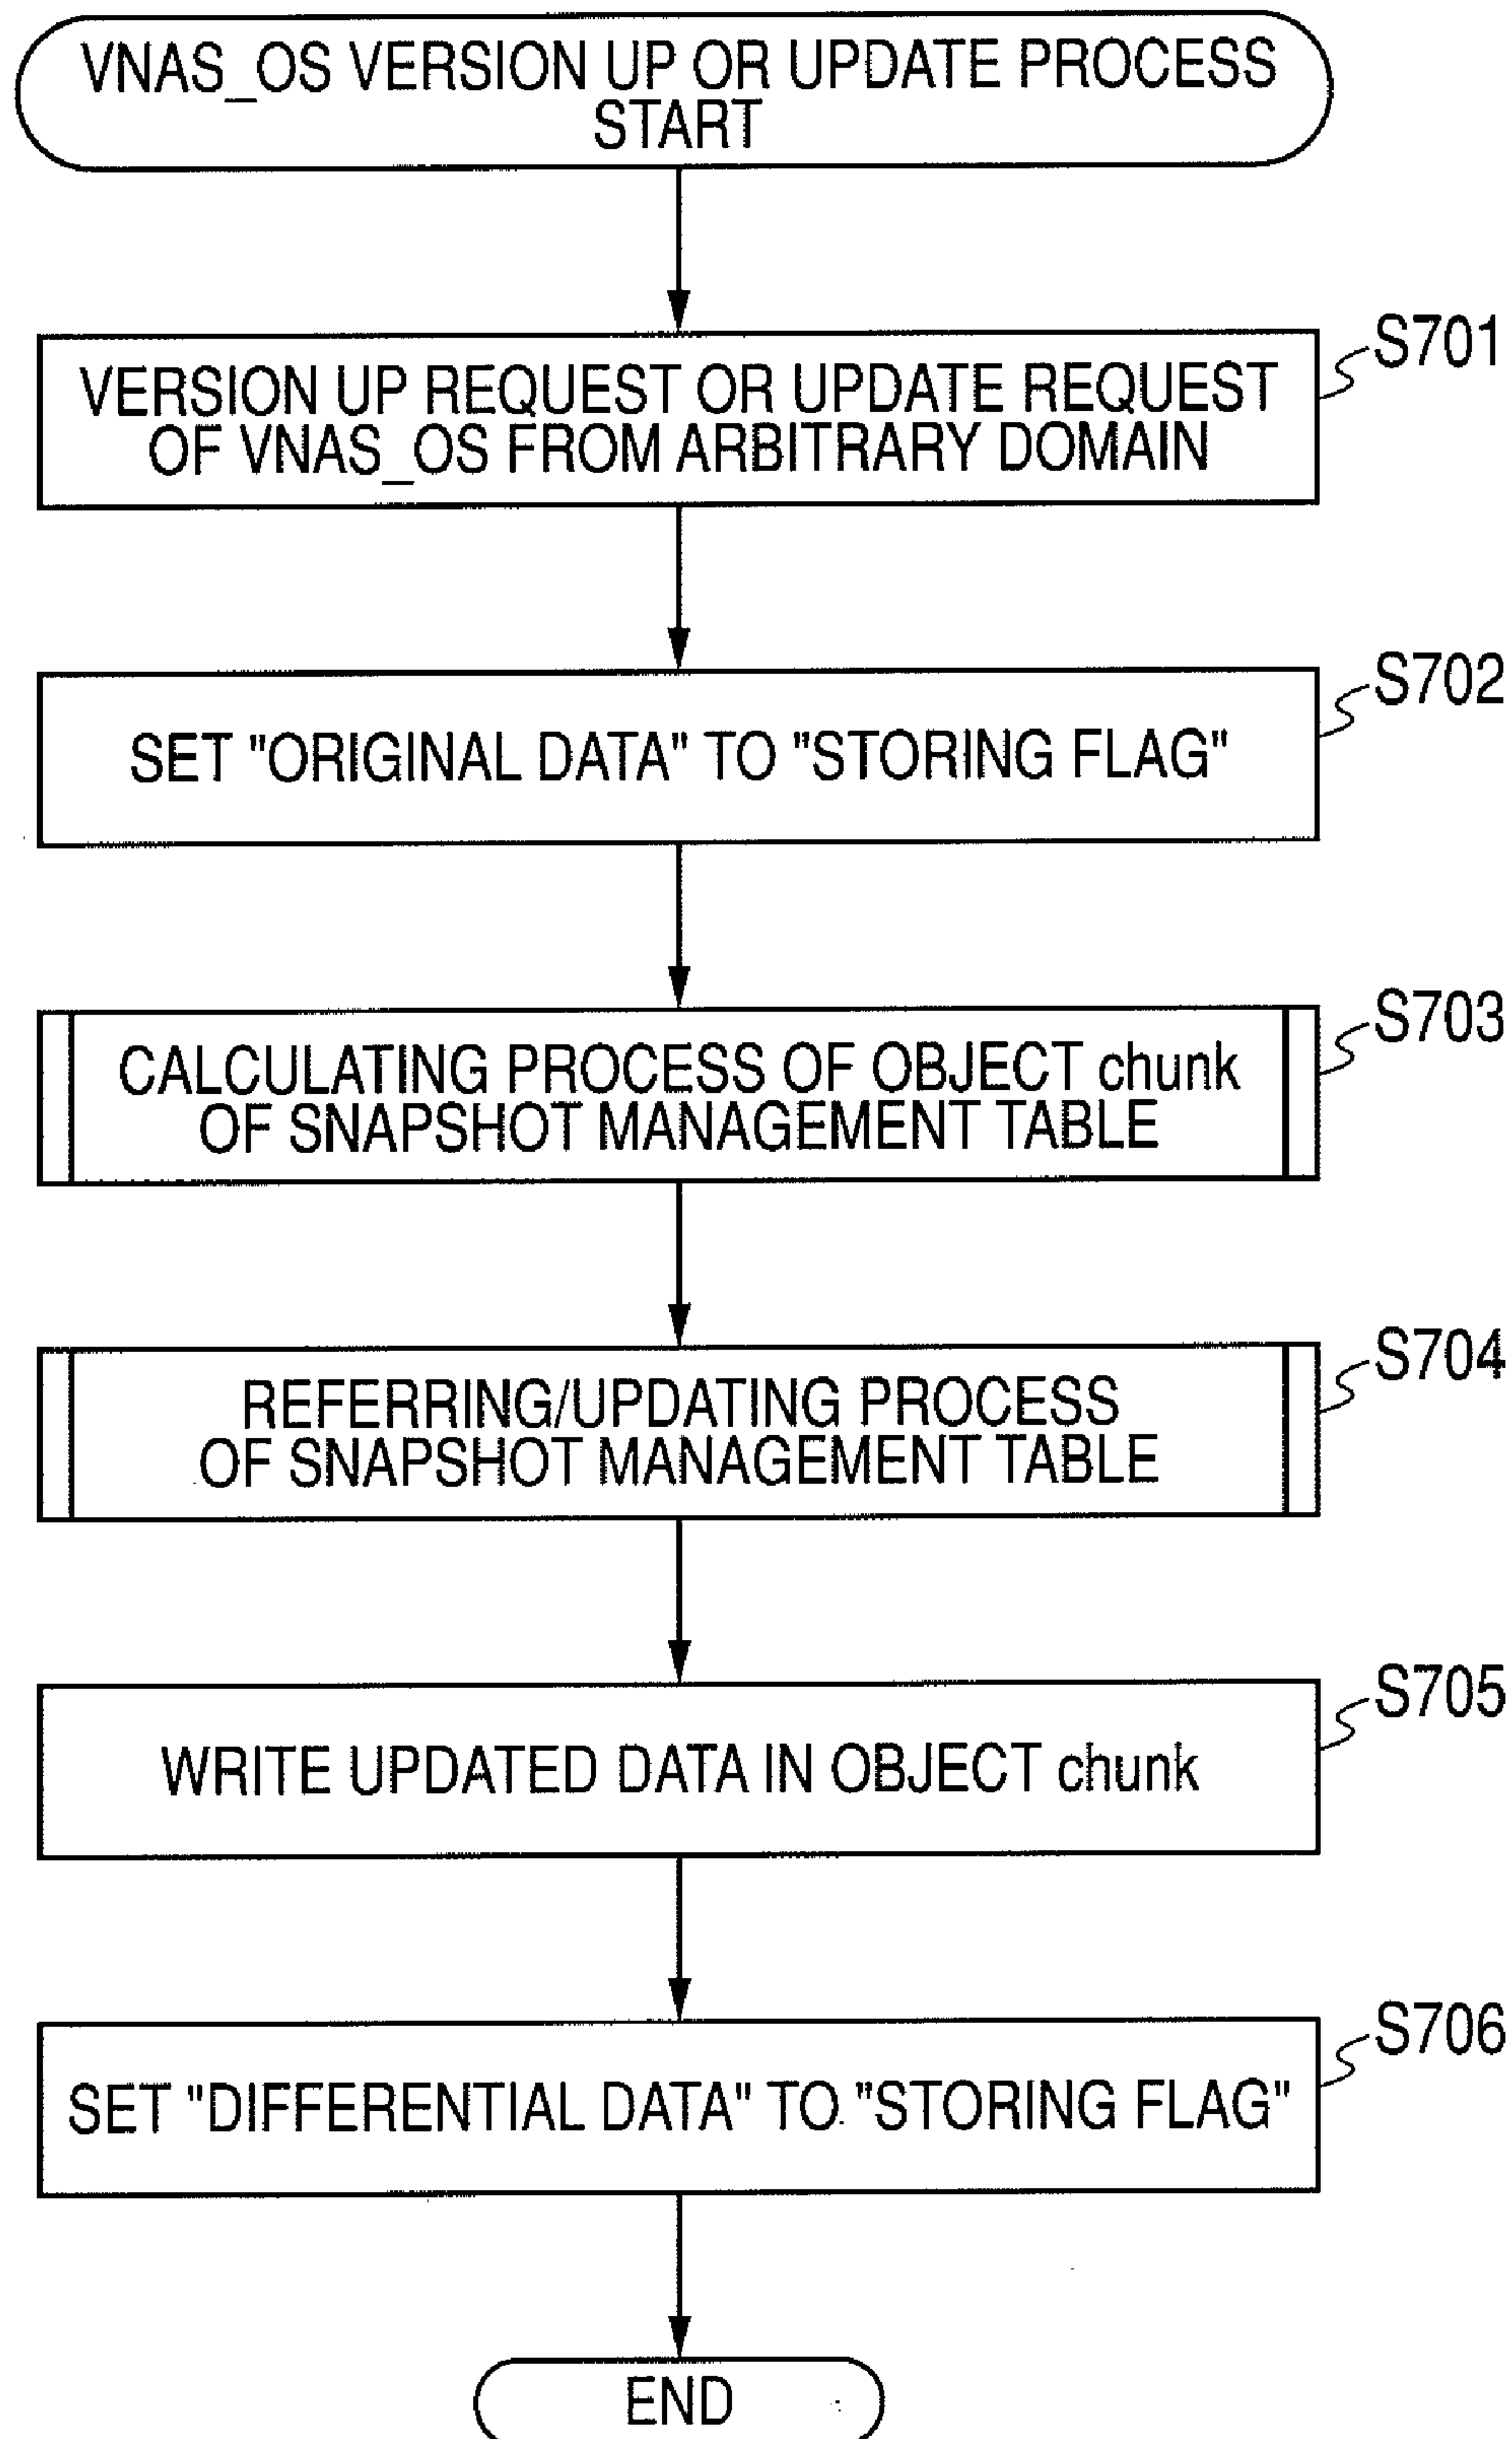 VNAS_OS VERSION UP OR UPDATE PROCESS
START
S701
VERSION UP REQUEST OR UPDATE REQUEST
OF VNAS_OS FROM ARBITRARY DOMAIN
S702
SET "ORIGINAL DATA" TO "STORING FLAG"
S703
CALCULATING PROCESS OF OBJECT chunk
OF SNAPSHOT MANAGEMENT TABLE
S704
REFERRING/UPDATING PROCESS
OF SNAPSHOT MANAGEMENT TABLE
S705
WRITE UPDATED DATA IN OBJECT chunk
S706
SET "DIFFERENTIAL DATA" TO "STORING FLAG"
END